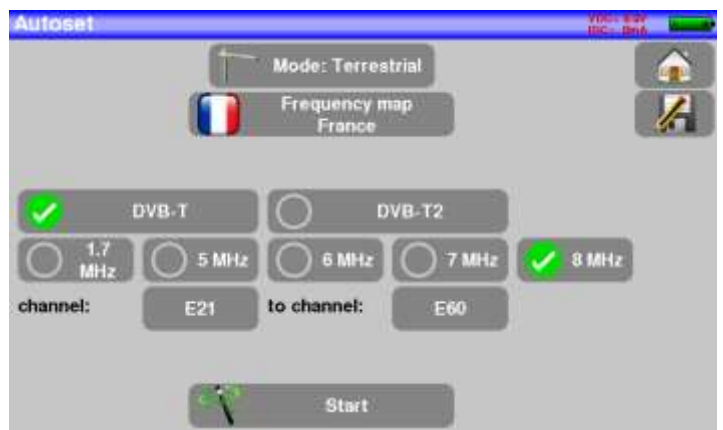 Autoset
Mode: Terrestrial
Frequency map
France
DVB-T
DVB-T2
1.7
MHz
5 MHz
6 MHz
7 MHz
8 MHz
channel:
E21
to channel:
E60
Start